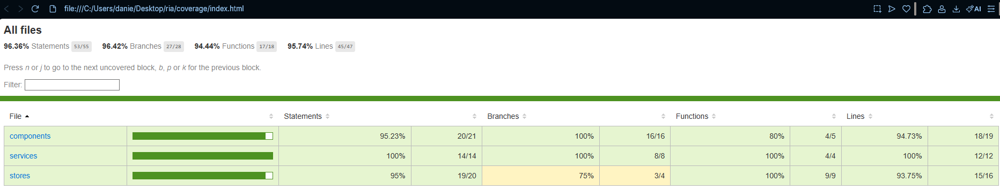 file:///C:/Users/danie/Desktop/ria/coverage/index.html AI
All files
96.36% Statements 53/55 96.42% Branches 27/28 94.44% Functions 17/18 95.74% Lines 45/47
Press n or j to go to the next uncovered block, b, p or k for the previous block.
Filter:
File Statements Branches Functions Lines
components 95.23% 20/21 100% 16/16 80% 4/5 94.73% 18/19
services 100% 14/14 100% 8/8 100% 4/4 100% 12/12
stores 95% 19/20 75% 3/4 100% 9/9 93.75% 15/16